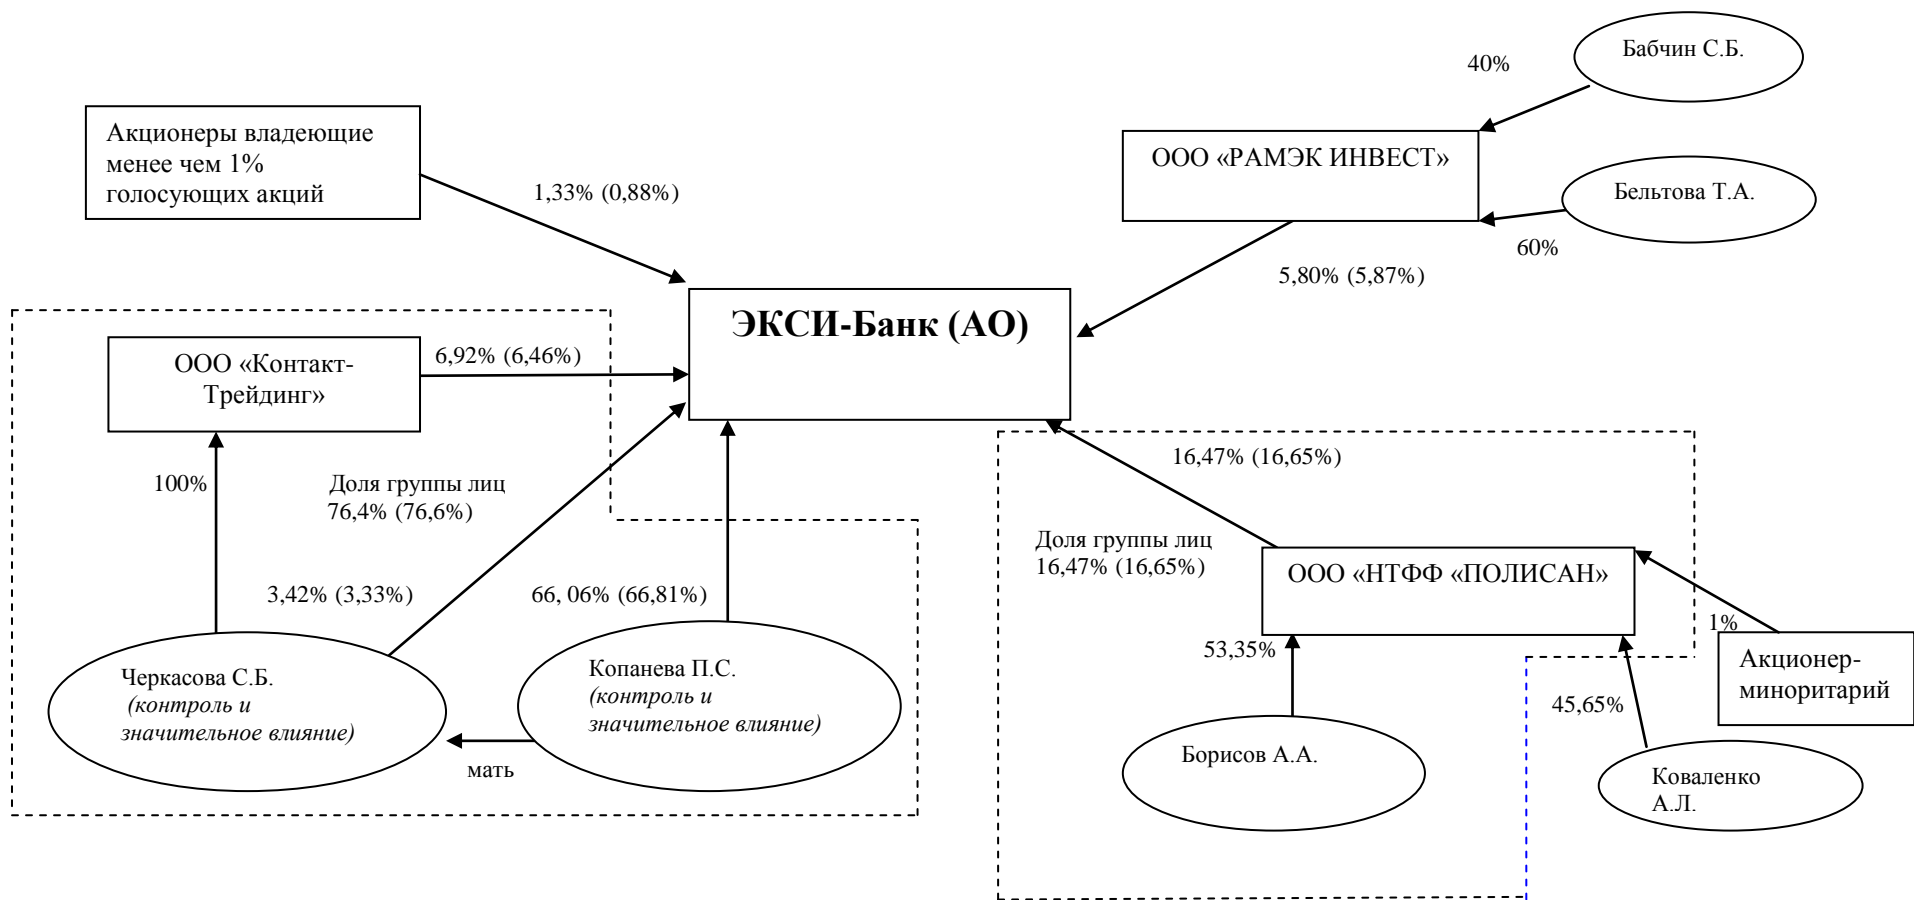 Бабчин С.Б.
40%
Акционеры владеющие
менее чем 1%
голосующих акций
ООО «РАМЭК ИНВЕСТ»
1,33% (0,88%)
Бельтова Т.А.
60%
5,80% (5,87%)
ЭКСИ-Банк (АО)
ООО «Контакт-
Трейдинг»
6,92% (6,46%)
16,47% (16,65%)
100%
Доля группы лиц
76,4% (76,6%)
Доля группы лиц
16,47% (16,65%)
ООО «НТФФ «ПОЛИСАН»
3,42% (3,33%)
66, 06% (66,81%)
1%
53,35%
Акционер-
миноритарий
Черкасова С.Б.
(контроль и
значительное влияние)
Копанева П.С.
(контроль и
значительное влияние)
45,65%
мать
Борисов А.А.
Коваленко
А.Л.